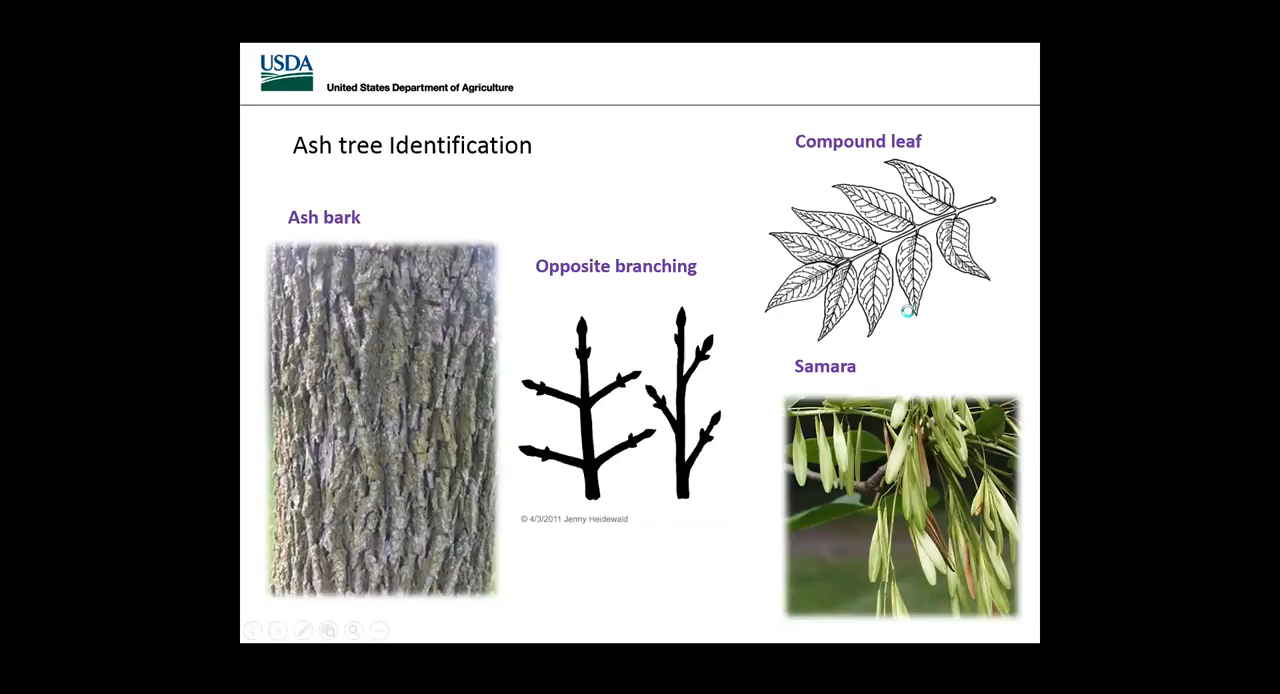 USDA
United States Department of Agriculture
Ash tree Identification
Compound leaf
Ash bark
Opposite branching
Samara
© 4/3/2011 Jenny Heidewald